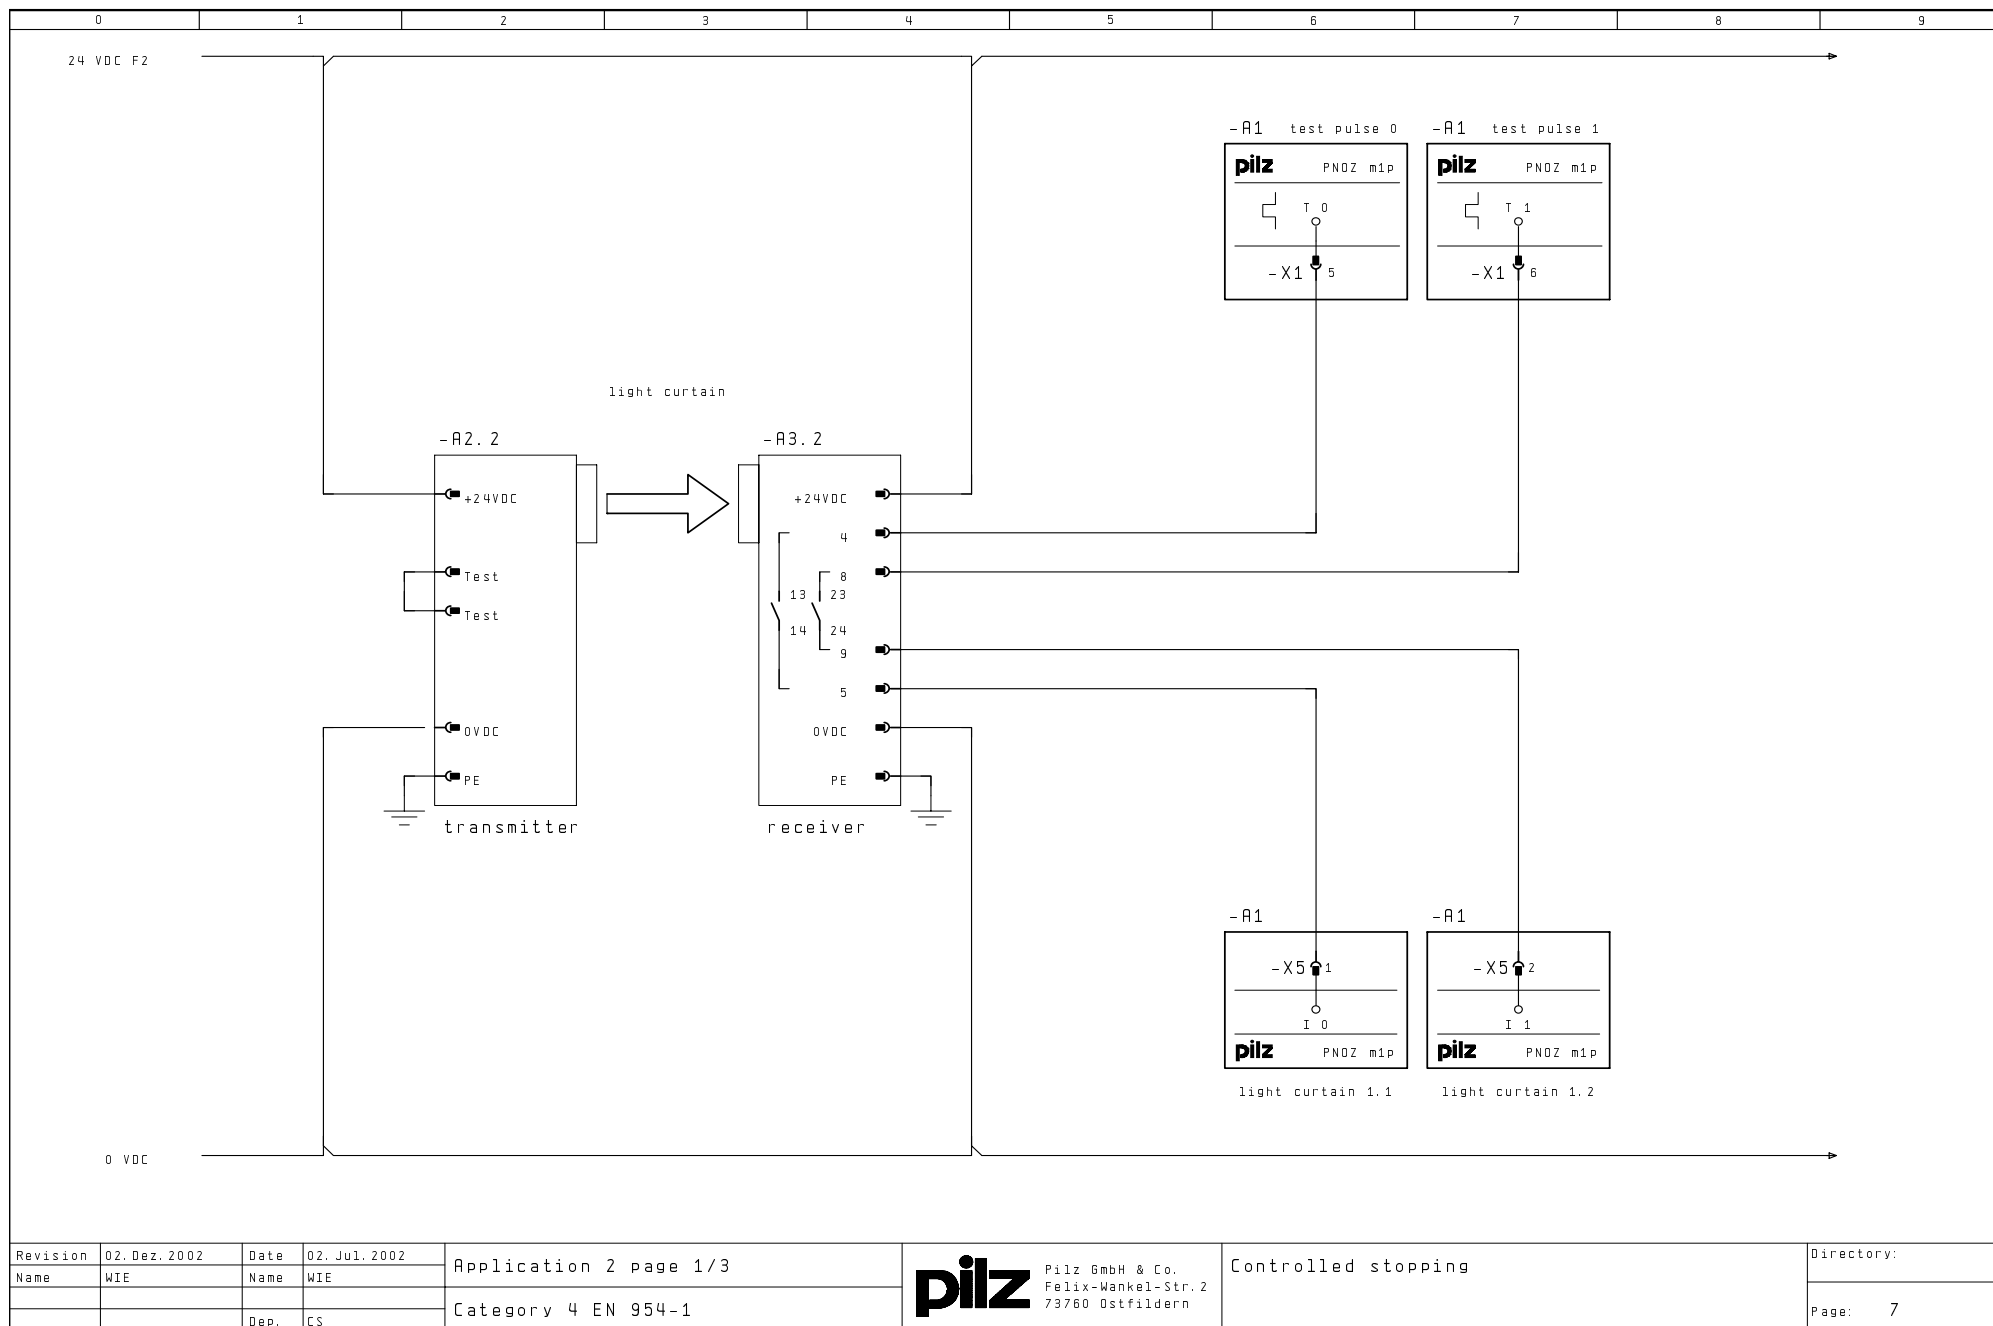 0 1 2 3 4 5 6 7 8 9
24 VDC F2
-A1 test pulse 0
pilz PNOZ m1p
T 0
-X1 5
-A1 test pulse 1
pilz PNOZ m1p
T 1
-X1 6
light curtain
-A2.2
+24VDC
Test
Test
0VDC
PE
transmitter
-A3.2
+24VDC
4
8
13 23
14 24
9
5
0VDC
PE
receiver
-A1
-X5 1
I 0
pilz PNOZ m1p
light curtain 1.1
-A1
-X5 2
I 1
pilz PNOZ m1p
light curtain 1.2
0 VDC
Revision 02.Dez.2002 Date 02.Jul.2002
Name WIE Name WIE
Dep. CS
Application 2 page 1/3
Category 4 EN 954-1
pilz
Pilz GmbH & Co.
Felix-Wankel-Str.2
73760 Ostfildern
Controlled stopping
Directory:
Page: 7